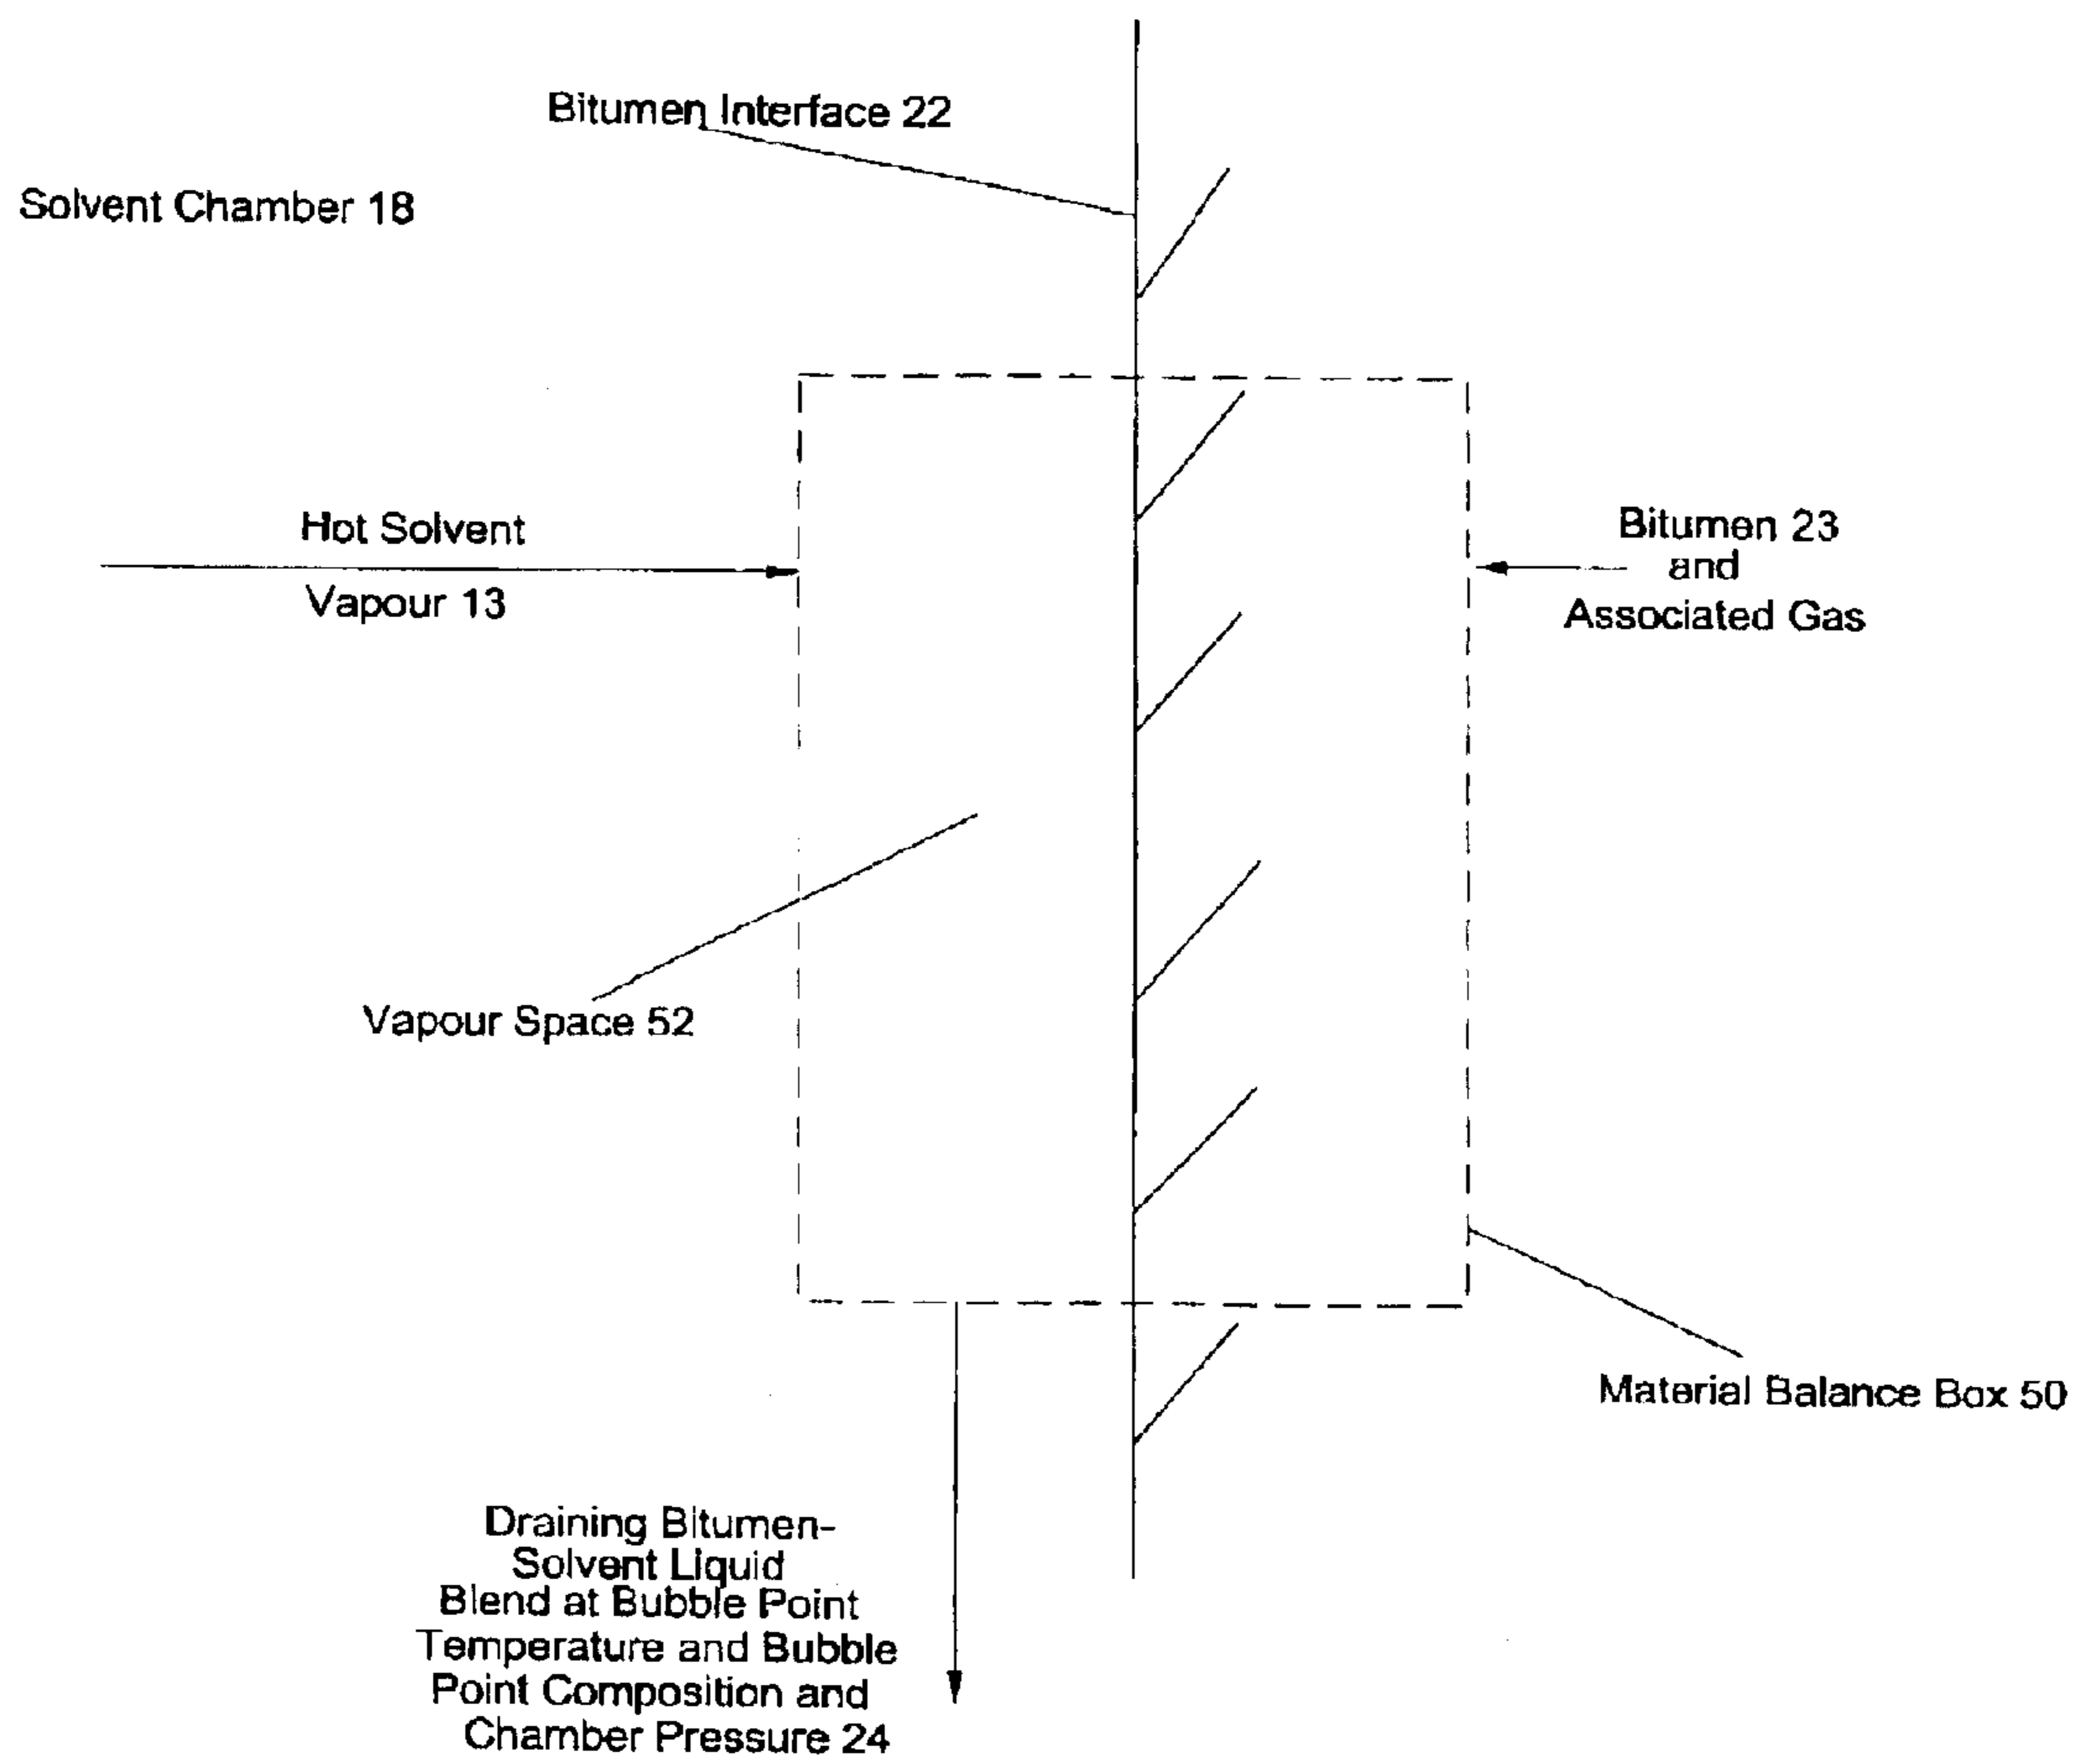 Bitumen Interface 22
Solvent Chamber 18
Hot Solvent
Vapour 13
Bitumen 23
and
Associated Gas
Vapour Space 52
Material Balance Box 50
Draining Bitumen-
Solvent Liquid
Blend at Bubble Point
Temperature and Bubble
Point Composition and
Chamber Pressure 24